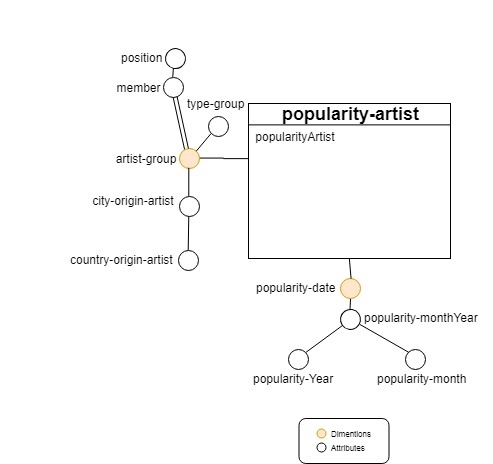 position
member
type-group
popularity-artist
popularityArtist
artist-group
city-origin-artist
country-origin-artist
popularity-date
popularity-monthYear
popularity-Year
popularity-month
Dimentions
Attributes